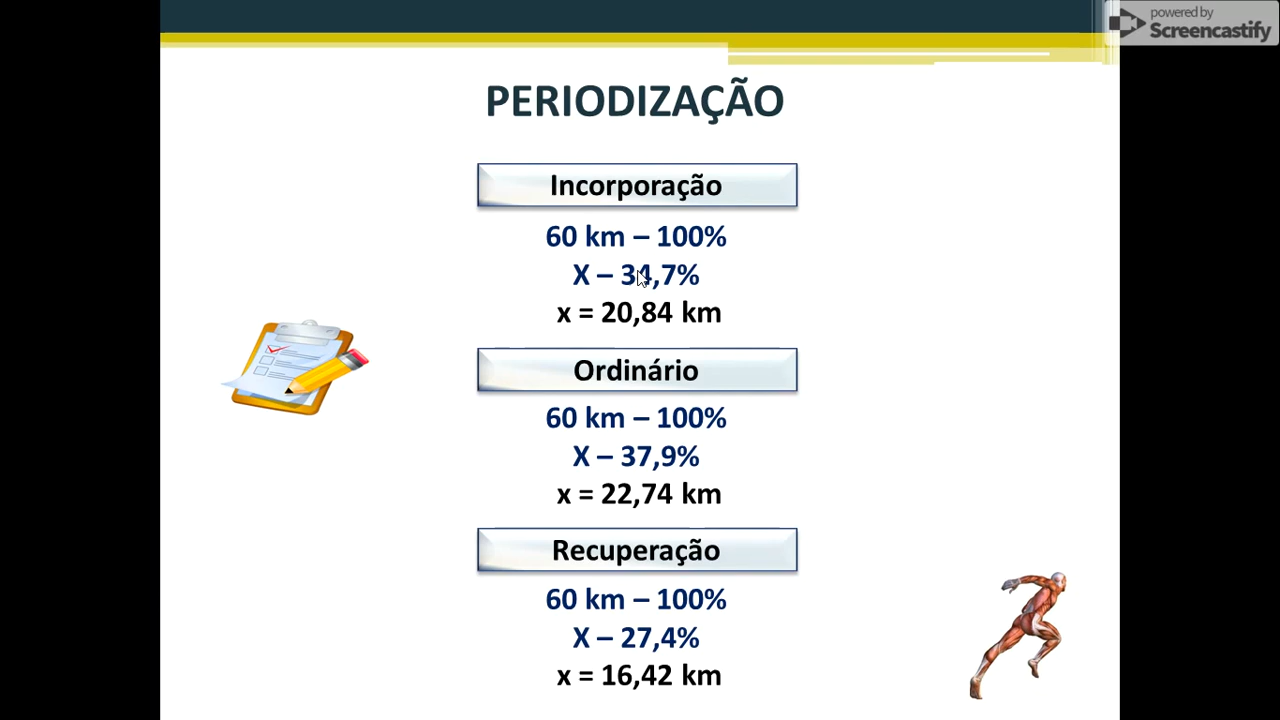 powered by
Screencastify
PERIODIZAÇÃO
Incorporação
60 km – 100%
X – 34,7%
x = 20,84 km
Ordinário
60 km – 100%
X – 37,9%
x = 22,74 km
Recuperação
60 km – 100%
X – 27,4%
x = 16,42 km